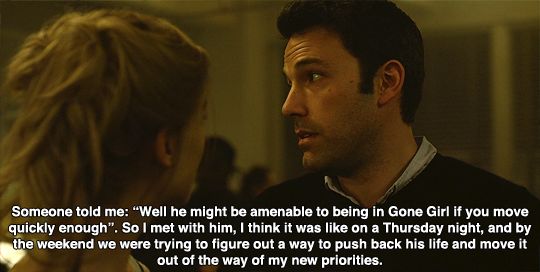 Someone told me: “Well he might be amenable to being in Gone Girl if you move
quickly enough”. So I met with him, I think it was like on a Thursday night, and by
the weekend we were trying to figure out a way to push back his life and move it
out of the way of my new priorities.